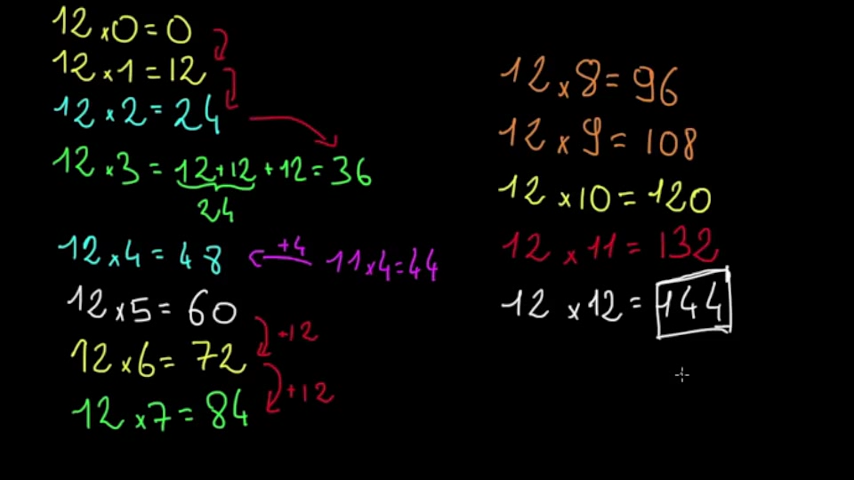 12 × 0 = 0
12 × 1 = 12
12 × 2 = 24
12 × 3 = 12 + 12 + 12 = 36
24
12 × 4 = 48 +4 11 × 4 = 44
12 × 5 = 60
+12
12 × 6 = 72
+12
12 × 7 = 84
12 × 8 = 96
12 × 9 = 108
12 × 10 = 120
12 × 11 = 132
12 × 12 = 144